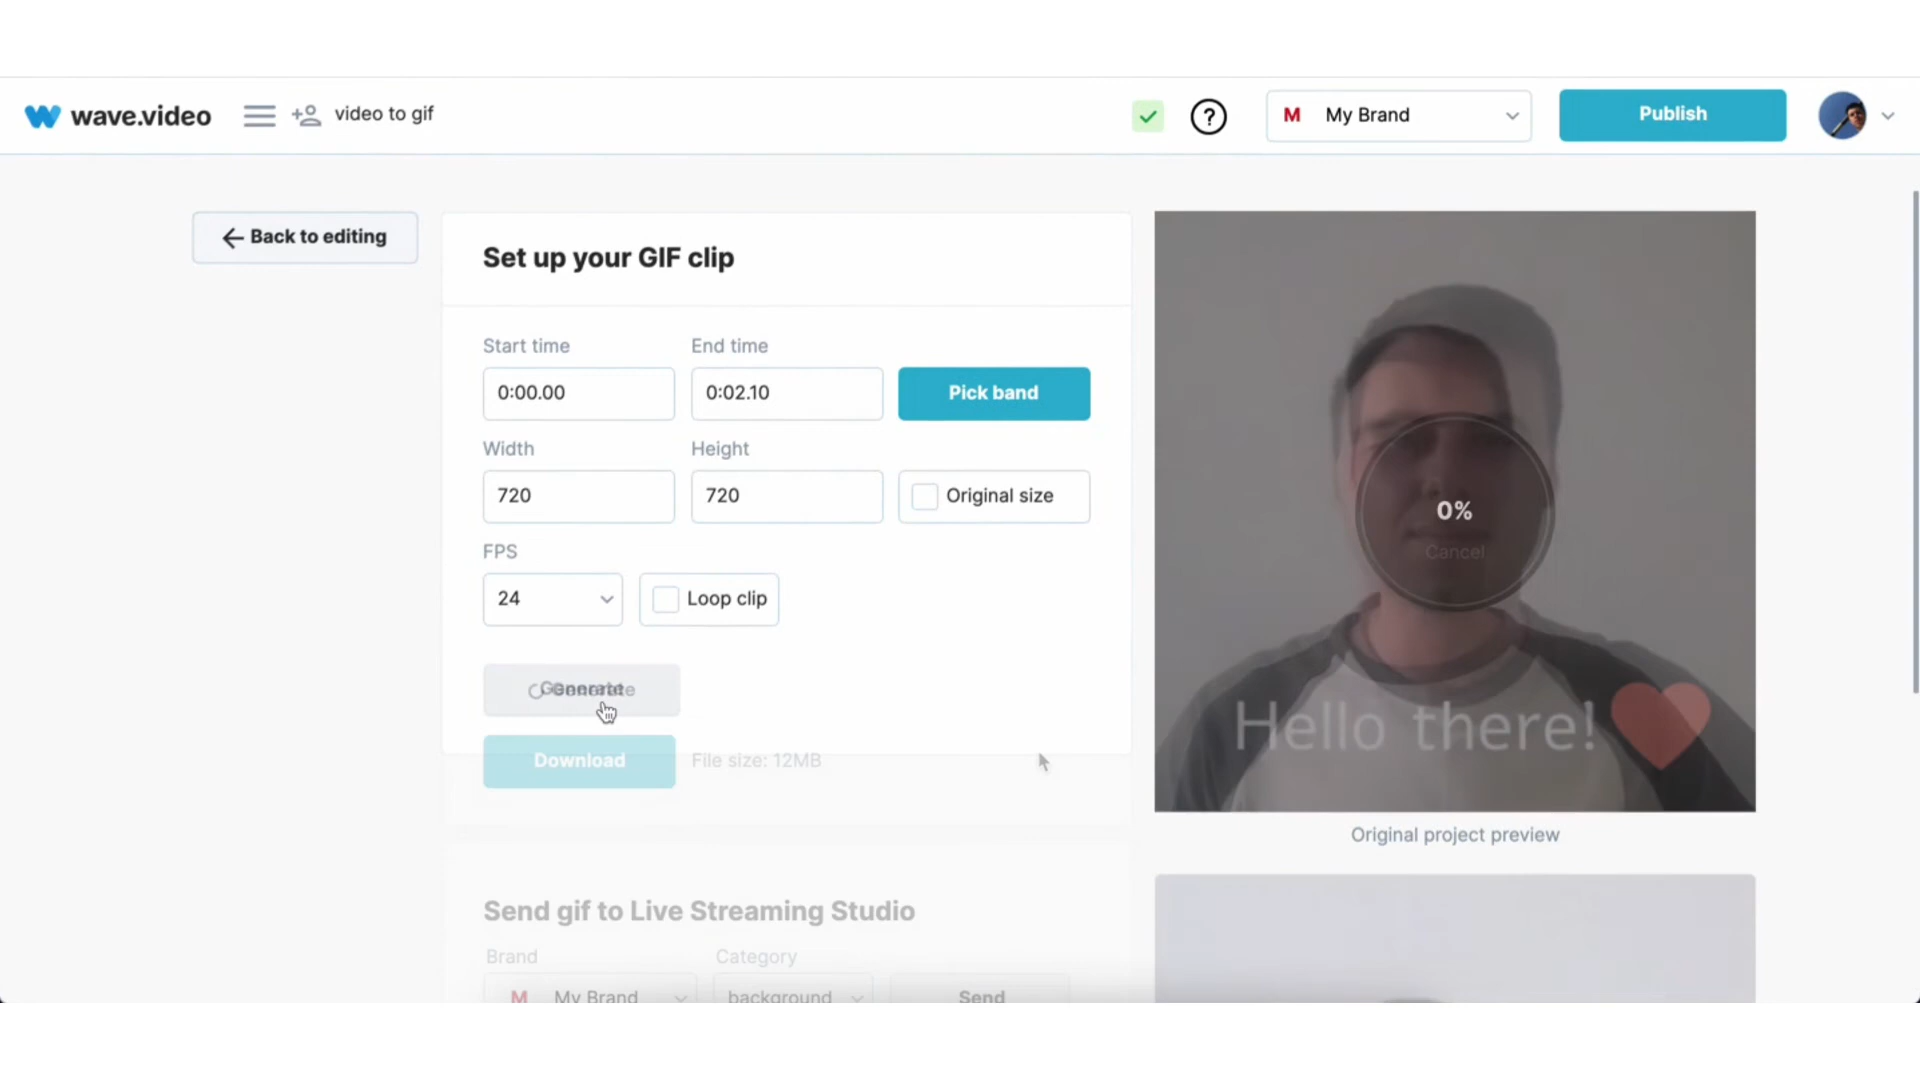 wave.video
video to gif
?
M My Brand
Publish
Back to editing
Set up your GIF clip
Start time
End time
0:00.00
0:02.10
Pick band
Width
Height
720
720
Original size
FPS
24
Loop clip
Generate
Download
File size: 12MB
Send gif to Live Streaming Studio
Brand
Category
M My Brand
background
Send
0%
Cancel
Hello there!
Original project preview